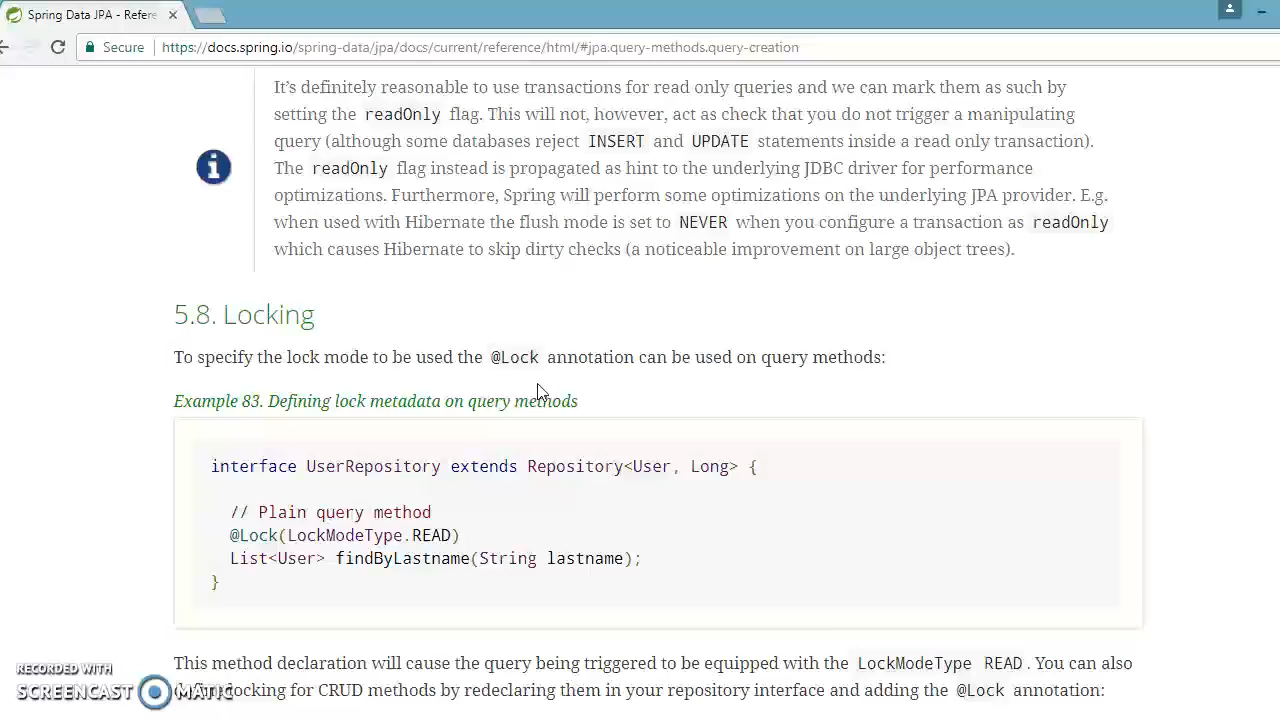 Spring Data JPA - Refere
Secure https://docs.spring.io/spring-data/jpa/docs/current/reference/html/#jpa.query-methods.query-creation
It's definitely reasonable to use transactions for read only queries and we can mark them as such by
setting the readOnly flag. This will not, however, act as check that you do not trigger a manipulating
query (although some databases reject INSERT and UPDATE statements inside a read only transaction).
The readOnly flag instead is propagated as hint to the underlying JDBC driver for performance
optimizations. Furthermore, Spring will perform some optimizations on the underlying JPA provider. E.g.
when used with Hibernate the flush mode is set to NEVER when you configure a transaction as readOnly
which causes Hibernate to skip dirty checks (a noticeable improvement on large object trees).
5.8. Locking
To specify the lock mode to be used the @Lock annotation can be used on query methods:
Example 83. Defining lock metadata on query methods
interface UserRepository extends Repository<User, Long> {
// Plain query method
@Lock(LockModeType.READ)
List<User> findByLastname(String lastname);
}
This method declaration will cause the query being triggered to be equipped with the LockModeType READ. You can also
locking for CRUD methods by redeclaring them in your repository interface and adding the @Lock annotation:
RECORDED WITH
SCREENCAST MATIC